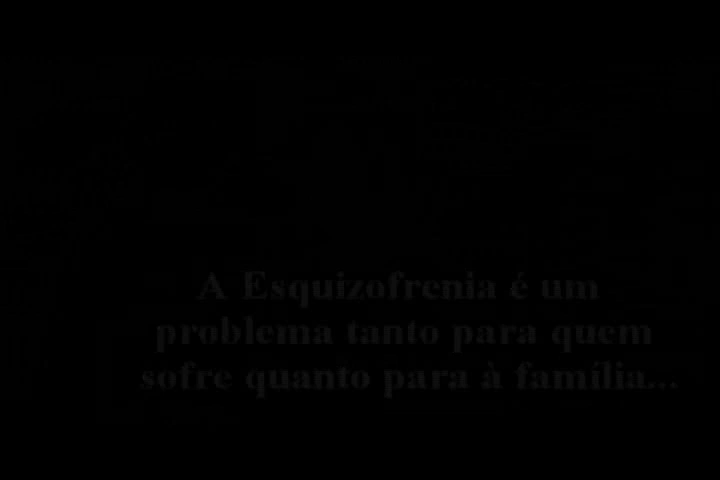 A Esquizofrenia é um
problema tanto para quem
sofre quanto para à família...